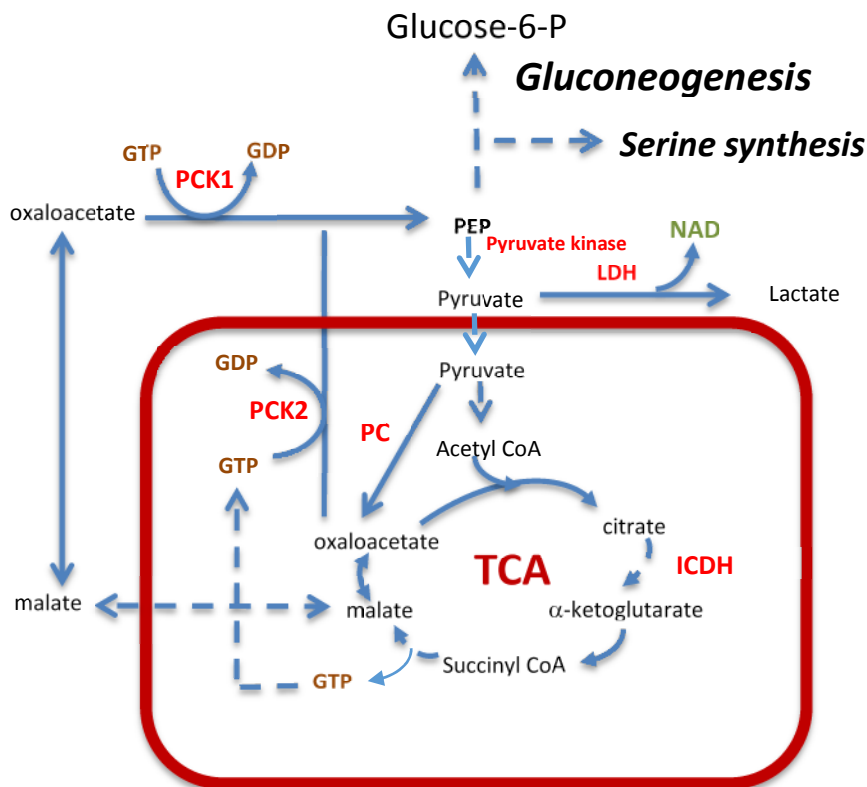 Glucose-6-P
Gluconeogenesis
Serine synthesis
GTP
GDP
PCK1
oxaloacetate
PEP
Pyruvate kinase
NAD
LDH
Pyruvate
Lactate
GDP
Pyruvate
PCK2
PC
Acetyl CoA
GTP
oxaloacetate
citrate
TCA
ICDH
malate
malate
α-ketoglutarate
Succinyl CoA
GTP